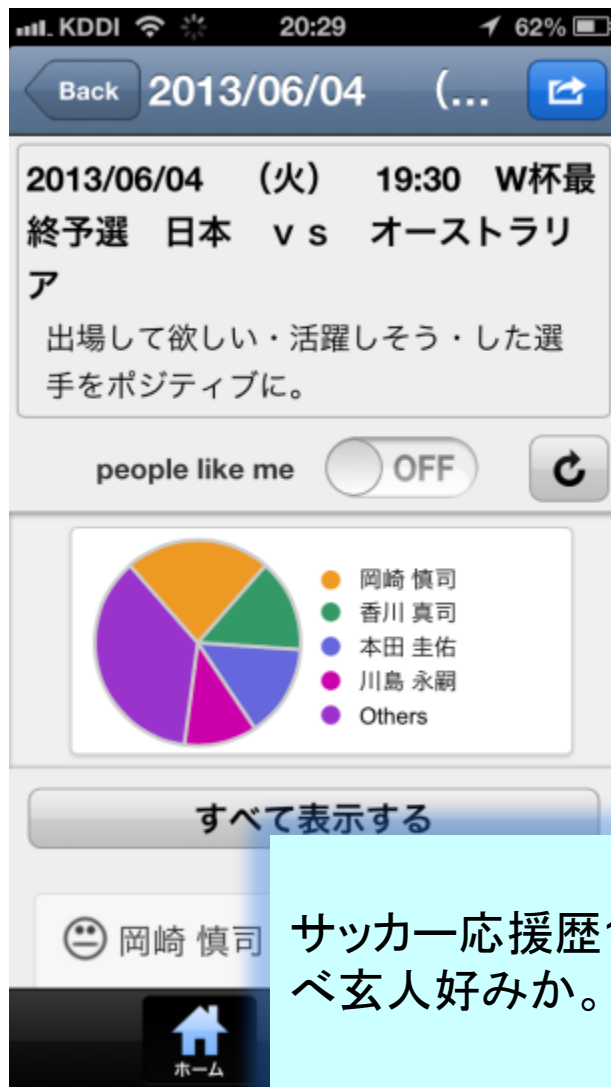 KDDI 20:29 62%
Back 2013/06/04 (...
2013/06/04 （火） 19:30 W杯最
終予選 日本 ｖｓ オーストラリ
ア
出場して欲しい・活躍しそう・した選
手をポジティブに。
people like me OFF
岡崎 慎司
香川 真司
本田 圭佑
川島 永嗣
Others
すべて表示する
岡崎 慎司
サッカー応援歴
べ玄人好みか。
ホーム